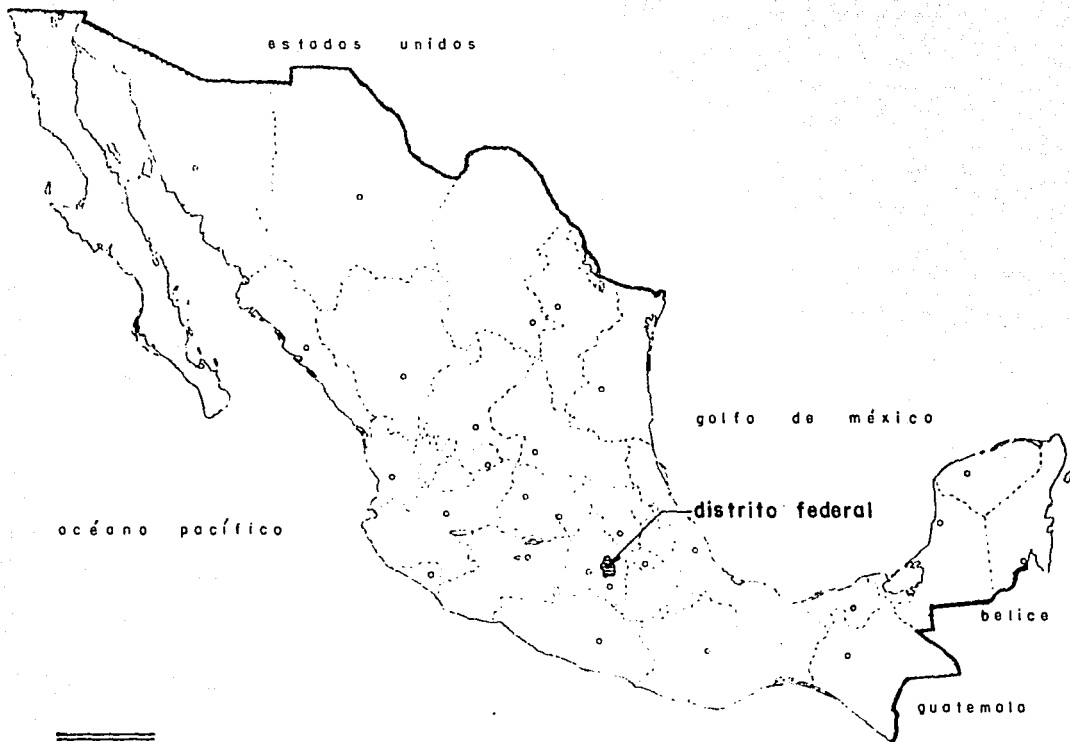 estados unidos
golfo de méxico
distrito federal
océano pacífico
belice
guatemala